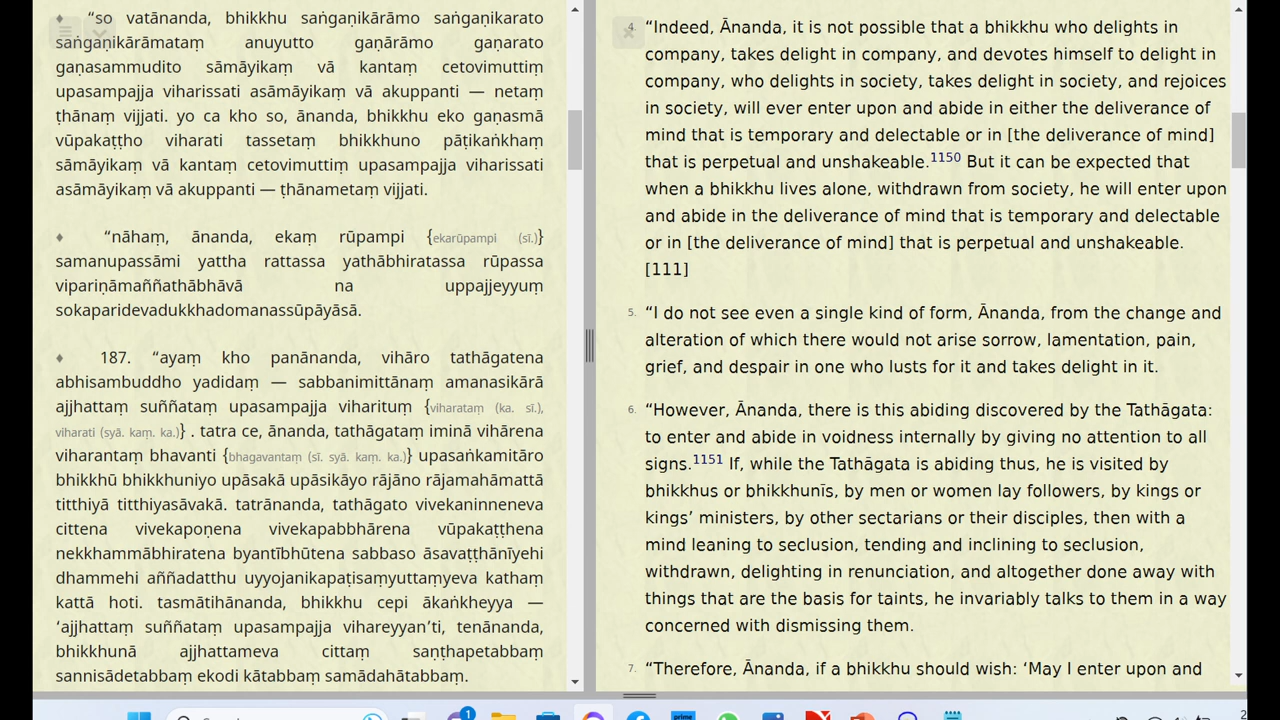 ♦ “so vatānanda, bhikkhu saṅgaṇikārāmo saṅgaṇikarato
saṅgaṇikārāmataṃ anuyutto gaṇārāmo gaṇarato
gaṇasammudito sāmāyikaṃ vā kantaṃ cetovimuttiṃ
upasampajja viharissati asāmāyikaṃ vā akuppanti — netaṃ
ṭhānaṃ vijjati. yo ca kho so, ānanda, bhikkhu eko gaṇasmā
vūpakaṭṭho viharati tassetaṃ bhikkhuno pāṭikaṅkhaṃ
sāmāyikaṃ vā kantaṃ cetovimuttiṃ upasampajja viharissati
asāmāyikaṃ vā akuppanti — ṭhānametaṃ vijjati.
♦ “nāhaṃ, ānanda, ekaṃ rūpampi {ekarūpampi (sī.)}
samanupassāmi yattha rattassa yathābhiratassa rūpassa
vipariṇāmaññathābhāvā na uppajjeyyuṃ
sokaparidevadukkhadomanassūpāyāsā.
♦ 187. “ayaṃ kho panānanda, vihāro tathāgatena
abhisambuddho yadidaṃ — sabbanimittānaṃ amanasikārā
ajjhattaṃ suññataṃ upasampajja viharituṃ {viharataṃ (ka. sī.),
viharati (syā. kaṃ. ka.)} . tatra ce, ānanda, tathāgataṃ iminā vihārena
viharantaṃ bhavanti {bhagavantaṃ (sī. syā. kaṃ. ka.)} upasaṅkamitāro
bhikkhū bhikkhuniyo upāsakā upāsikāyo rājāno rājamahāmattā
titthiyā titthiyasāvakā. tatrānanda, tathāgato vivekaninneneva
cittena vivekapoṇena vivekapabbhārena vūpakaṭṭhena
nekkhammābhiratena byantībhūtena sabbaso āsavaṭṭhānīyehi
dhammehi aññadatthu uyyojanikapaṭisaṃyuttaṃyeva kathaṃ
kattā hoti. tasmātihānanda, bhikkhu cepi ākaṅkheyya —
‘ajjhattaṃ suññataṃ upasampajja vihareyyan’ti, tenānanda,
bhikkhunā ajjhattameva cittaṃ saṇṭhapetabbaṃ
sannisādetabbaṃ ekodi kātabbaṃ samādahātabbaṃ.
4. “Indeed, Ānanda, it is not possible that a bhikkhu who delights in
company, takes delight in company, and devotes himself to delight in
company, who delights in society, takes delight in society, and rejoices
in society, will ever enter upon and abide in either the deliverance of
mind that is temporary and delectable or in [the deliverance of mind]
that is perpetual and unshakeable.1150 But it can be expected that
when a bhikkhu lives alone, withdrawn from society, he will enter upon
and abide in the deliverance of mind that is temporary and delectable
or in [the deliverance of mind] that is perpetual and unshakeable.
[111]
5. “I do not see even a single kind of form, Ānanda, from the change and
alteration of which there would not arise sorrow, lamentation, pain,
grief, and despair in one who lusts for it and takes delight in it.
6. “However, Ānanda, there is this abiding discovered by the Tathāgata:
to enter and abide in voidness internally by giving no attention to all
signs.1151 If, while the Tathāgata is abiding thus, he is visited by
bhikkhus or bhikkhunīs, by men or women lay followers, by kings or
kings’ ministers, by other sectarians or their disciples, then with a
mind leaning to seclusion, tending and inclining to seclusion,
withdrawn, delighting in renunciation, and altogether done away with
things that are the basis for taints, he invariably talks to them in a way
concerned with dismissing them.
7. “Therefore, Ānanda, if a bhikkhu should wish: ‘May I enter upon and
1
prime
2